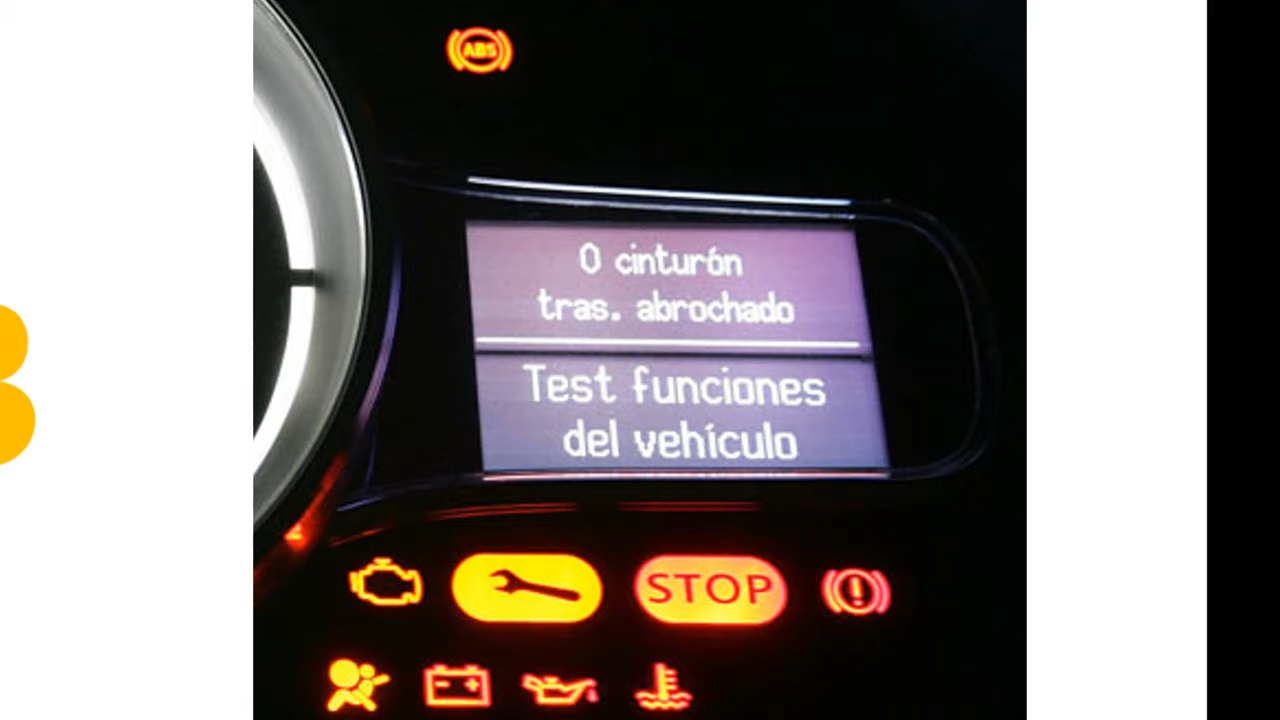 ABS
0 cinturón
tras. abrochado
Test funciones
del vehículo
STOP